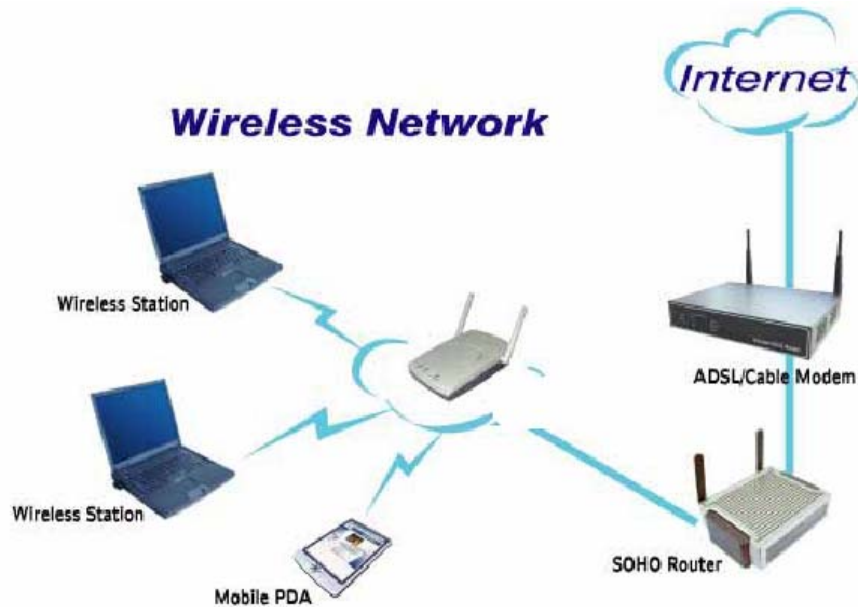 Internet
Wireless Network
Wireless Station
ADSL/Cable Modem
Wireless Station
SOHO Router
Mobile PDA